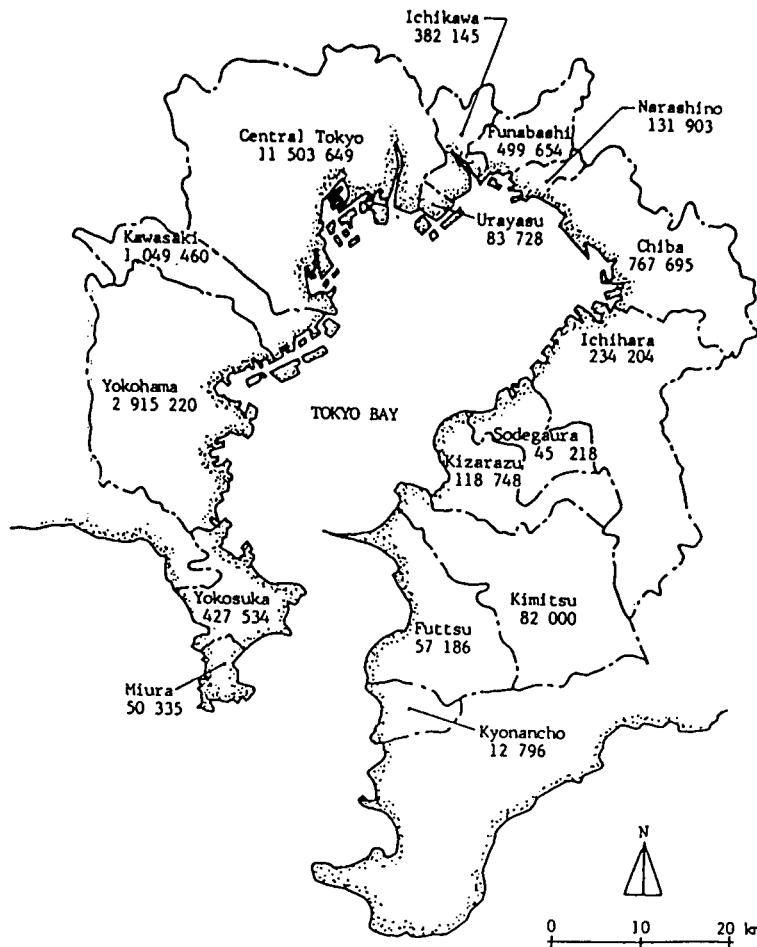 Ichikawa
382 145
Central Tokyo
11 503 649
Funabashi
499 654
Narashino
131 903
Urayasu
83 728
Kawasaki
1 049 460
Chiba
767 695
Ichihara
234 204
Yokohama
2 915 220
TOKYO BAY
Sodegaura
45 218
Kizarazu
118 748
Yokosuka
427 534
Kimitsu
82 000
Futtsu
57 186
Miura
50 335
Kyonancho
12 796
N
0 10 20 km